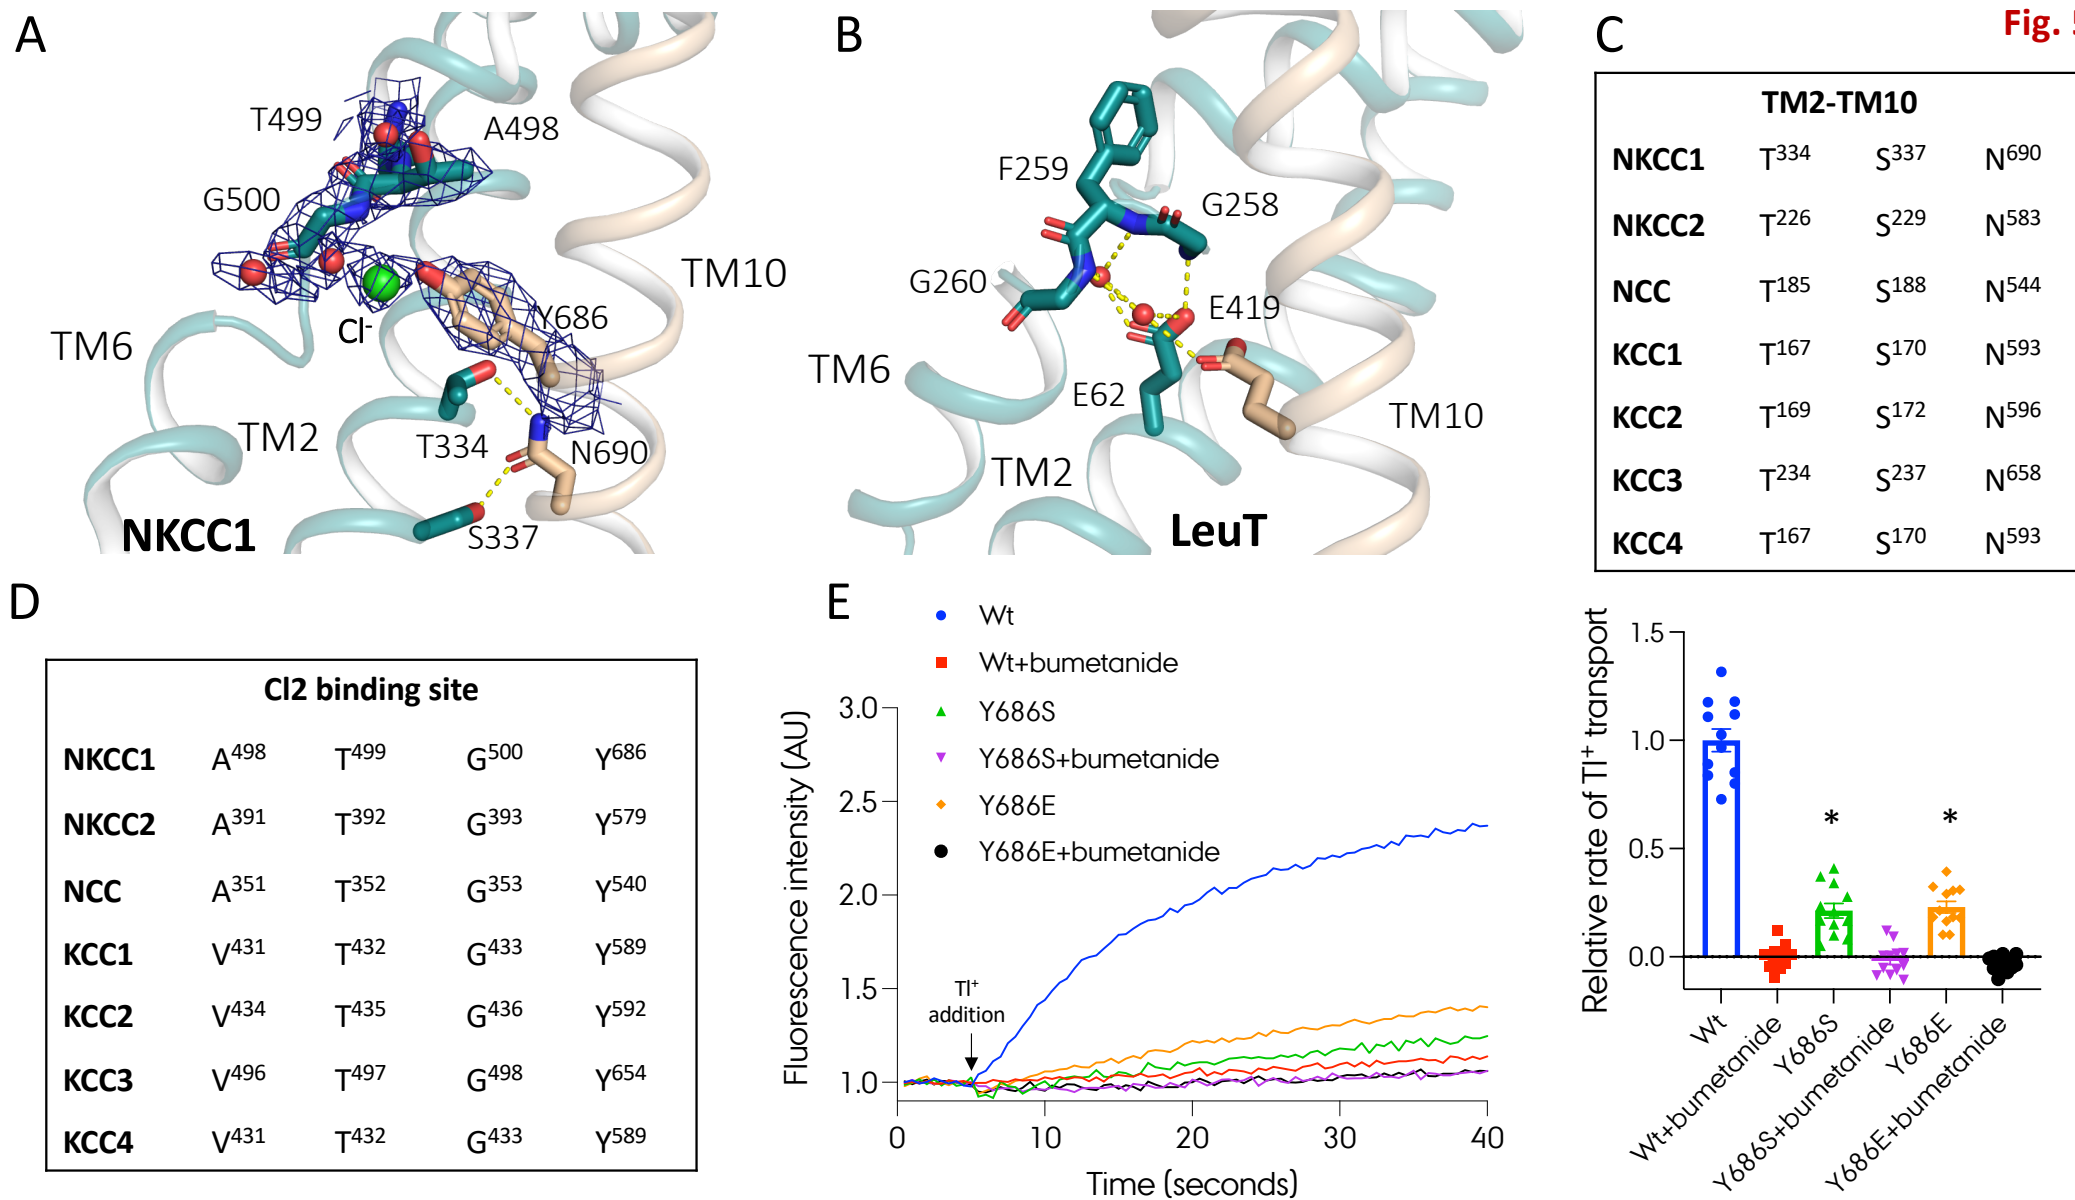 A
T499
A498
G500
Cl-
Y686
TM10
TM6
TM2
T334
N690
S337
NKCC1
B
F259
G258
G260
E419
TM6
E62
TM10
TM2
LeuT
C
Fig. 5
TM2-TM10
NKCC1 T334 S337 N690
NKCC2 T226 S229 N583
NCC T185 S188 N544
KCC1 T167 S170 N593
KCC2 T169 S172 N596
KCC3 T234 S237 N658
KCC4 T167 S170 N593
D
Cl2 binding site
NKCC1 A498 T499 G500 Y686
NKCC2 A391 T392 G393 Y579
NCC A351 T352 G353 Y540
KCC1 V431 T432 G433 Y589
KCC2 V434 T435 G436 Y592
KCC3 V496 T497 G498 Y654
KCC4 V431 T432 G433 Y589
E
Wt
Wt+bumetanide
Y686S
Y686S+bumetanide
Y686E
Y686E+bumetanide
Fluorescence intensity (AU)
3.0
2.5
2.0
1.5
1.0
Tl+
addition
0 10 20 30 40
Time (seconds)
Relative rate of Tl+ transport
1.5
1.0
0.5
0.0
*
*
Wt
Wt+bumetanide
Y686S
Y686S+bumetanide
Y686E
Y686E+bumetanide